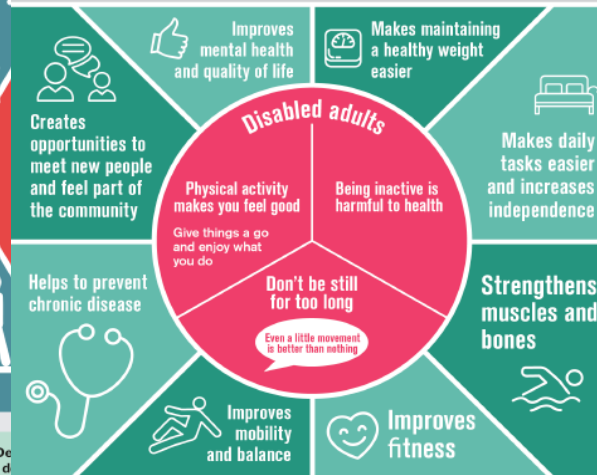 Improves
mental health
and quality of life
Makes maintaining
a healthy weight
easier
Creates
opportunities to
meet new people
and feel part of
the community
Disabled adults
Makes daily
tasks easier
and increases
independence
Physical activity
makes you feel good
Give things a go
and enjoy what
you do
Being inactive is
harmful to health
Don't be still
for too long
Even a little movement
is better than nothing
Helps to prevent
chronic disease
Strengthens
muscles and
bones
Improves
mobility
and balance
Improves
fitness